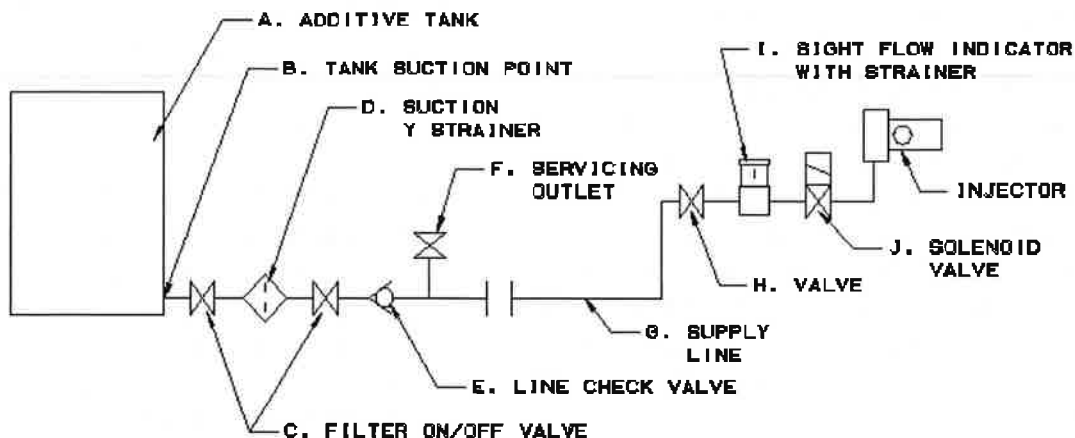 A. ADDITIVE TANK
B. TANK SUCTION POINT
I. SIGHT FLOW INDICATOR
WITH STRAINER
D. SUCTION
Y STRAINER
F. SERVICING
OUTLET
INJECTOR
J. SOLENOID
VALVE
H. VALVE
G. SUPPLY
LINE
E. LINE CHECK VALVE
C. FILTER ON/OFF VALVE